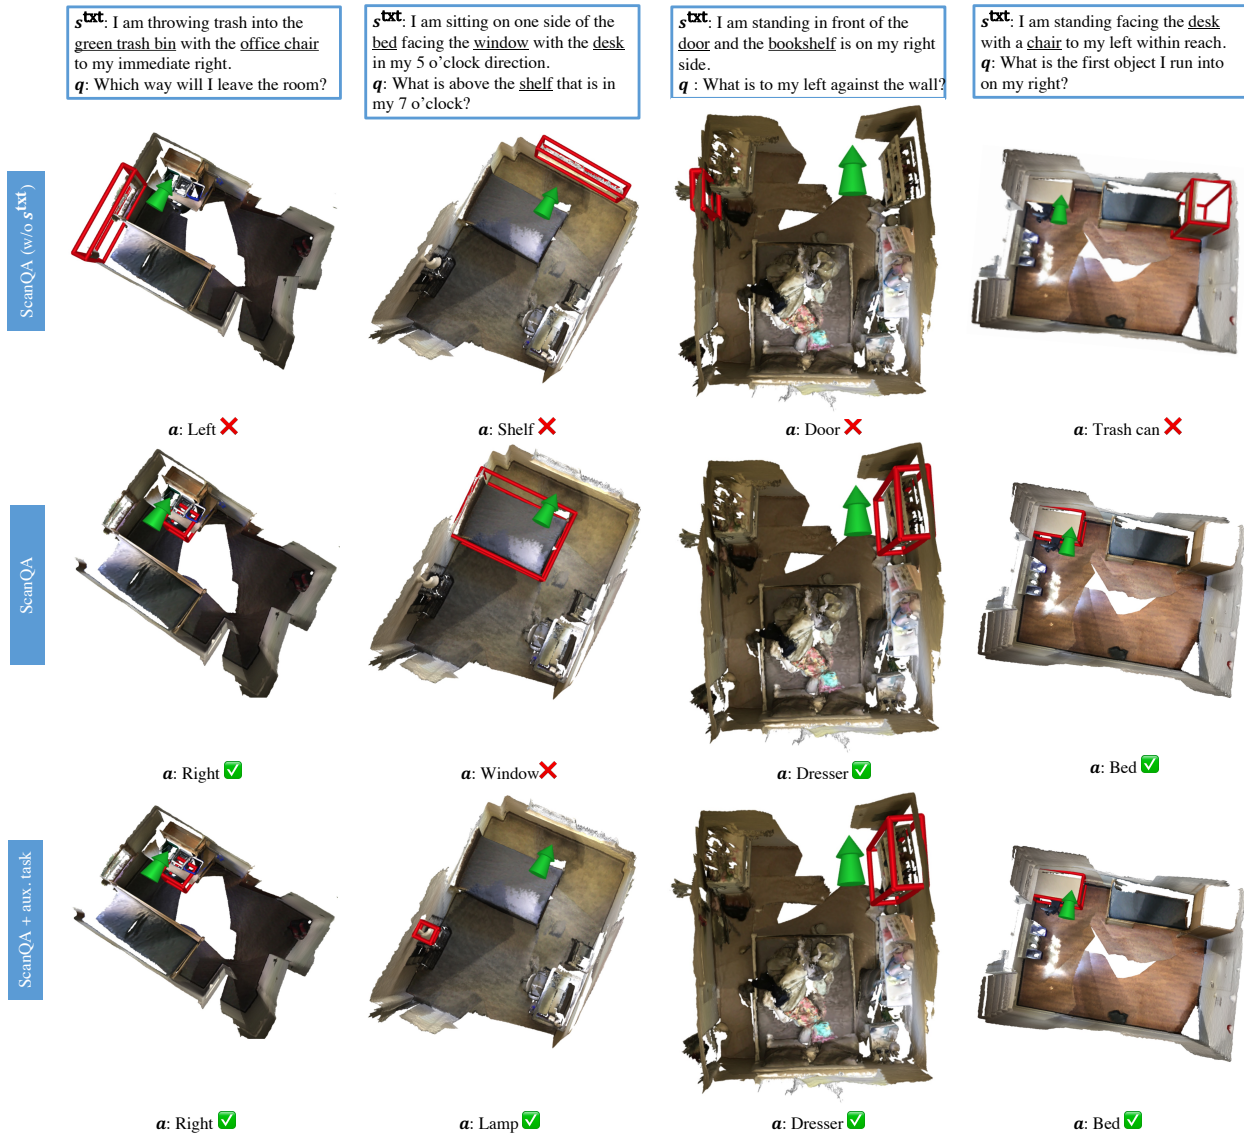 s^txt: I am throwing trash into the
green trash bin with the office chair
to my immediate right.
q: Which way will I leave the room?
s^txt: I am sitting on one side of the
bed facing the window with the desk
in my 5 o'clock direction.
q: What is above the shelf that is in
my 7 o'clock?
s^txt: I am standing in front of the
door and the bookshelf is on my right
side.
q : What is to my left against the wall?
s^txt: I am standing facing the desk
with a chair to my left within reach.
q: What is the first object I run into
on my right?
ScanQA (w/o s^txt)
a: Left ❌
a: Shelf ❌
a: Door ❌
a: Trash can ❌
ScanQA
a: Right ✅
a: Window ❌
a: Dresser ✅
a: Bed ✅
ScanQA + aux. task
a: Right ✅
a: Lamp ✅
a: Dresser ✅
a: Bed ✅